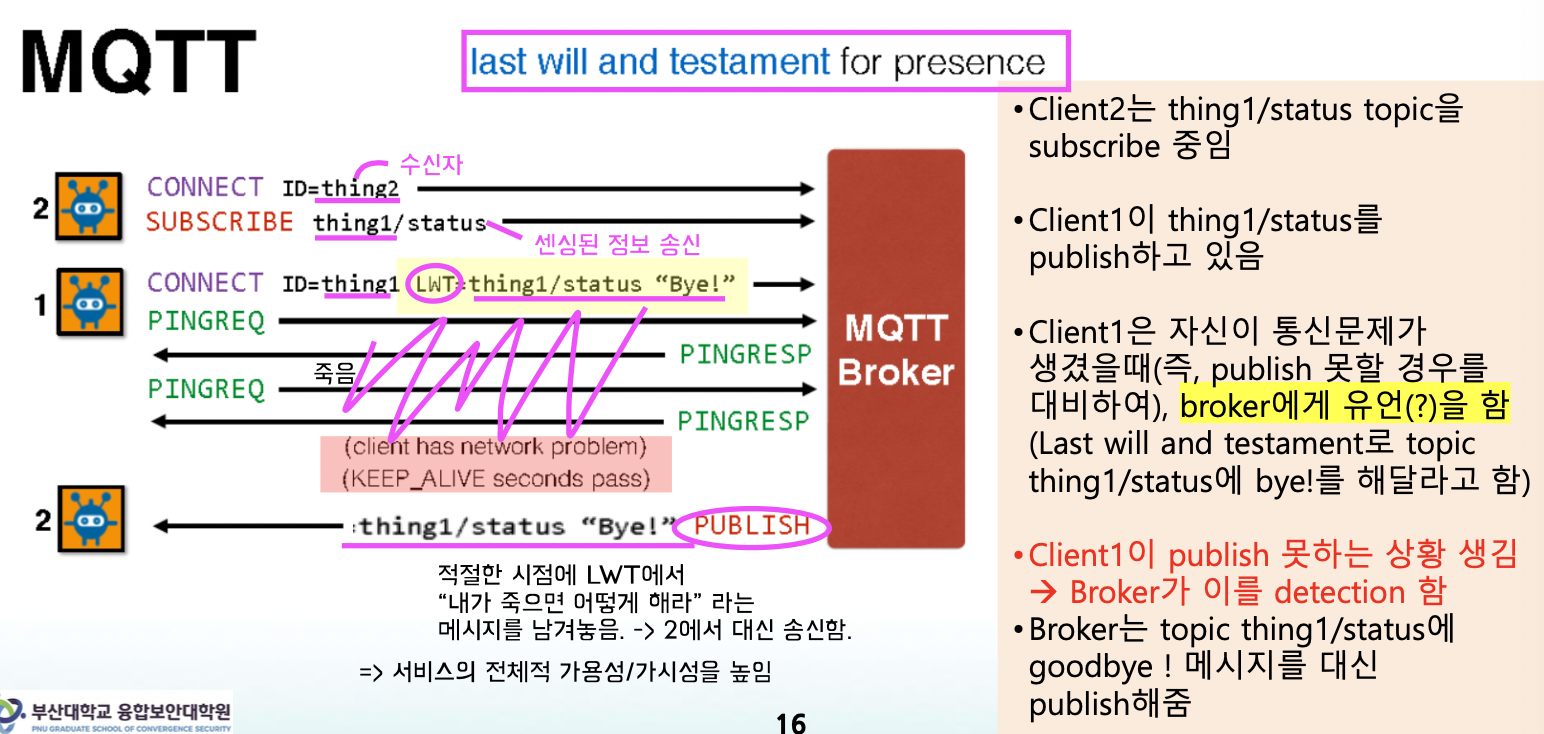 MQTT
last will and testament for presence
수신자
2 CONNECT ID=thing2
SUBSCRIBE thing1/status
센싱된 정보 송신
1 CONNECT ID=thing1 LWT=thing1/status “Bye!”
PINGREQ
PINGRESP
죽음
PINGREQ
PINGRESP
(client has network problem)
(KEEP_ALIVE seconds pass)
2 :thing1/status “Bye!” PUBLISH
MQTT
Broker
적절한 시점에 LWT에서
“내가 죽으면 어떻게 해라” 라는
메시지를 남겨놓음. -> 2에서 대신 송신함.
=> 서비스의 전체적 가용성/가시성을 높임
•Client2는 thing1/status topic을
subscribe 중임
•Client1이 thing1/status를
publish하고 있음
•Client1은 자신이 통신문제가
생겼을때(즉, publish 못할 경우를
대비하여), broker에게 유언(?)을 함
(Last will and testament로 topic
thing1/status에 bye!를 해달라고 함)
•Client1이 publish 못하는 상황 생김
→ Broker가 이를 detection 함
•Broker는 topic thing1/status에
goodbye ! 메시지를 대신
publish해줌
부산대학교 융합보안대학원
PNU GRADUATE SCHOOL OF CONVERGENCE SECURITY
16